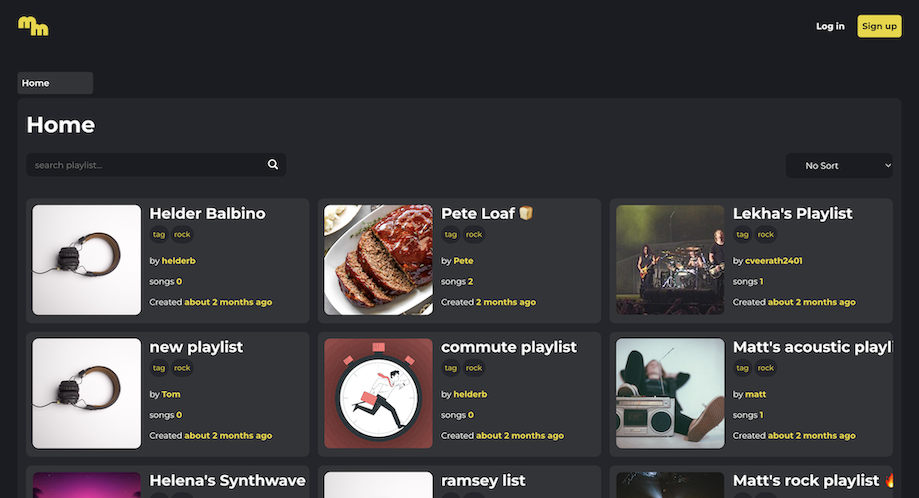 mm
Log in
Sign up
Home
Home
search playlist...
No Sort
Helder Balbino
tag rock
by helderb
songs 0
Created about 2 months ago
Pete Loaf 🍞
tag rock
by Pete
songs 2
Created 2 months ago
Lekha's Playlist
tag rock
by cveerath2401
songs 1
Created about 2 months ago
new playlist
tag rock
by Tom
songs 0
Created about 2 months ago
commute playlist
tag rock
by helderb
songs 0
Created about 2 months ago
Matt's acoustic playli
tag rock
by matt
songs 1
Created about 2 months ago
Helena's Synthwave
ramsey list
Matt's rock playlist 🔥